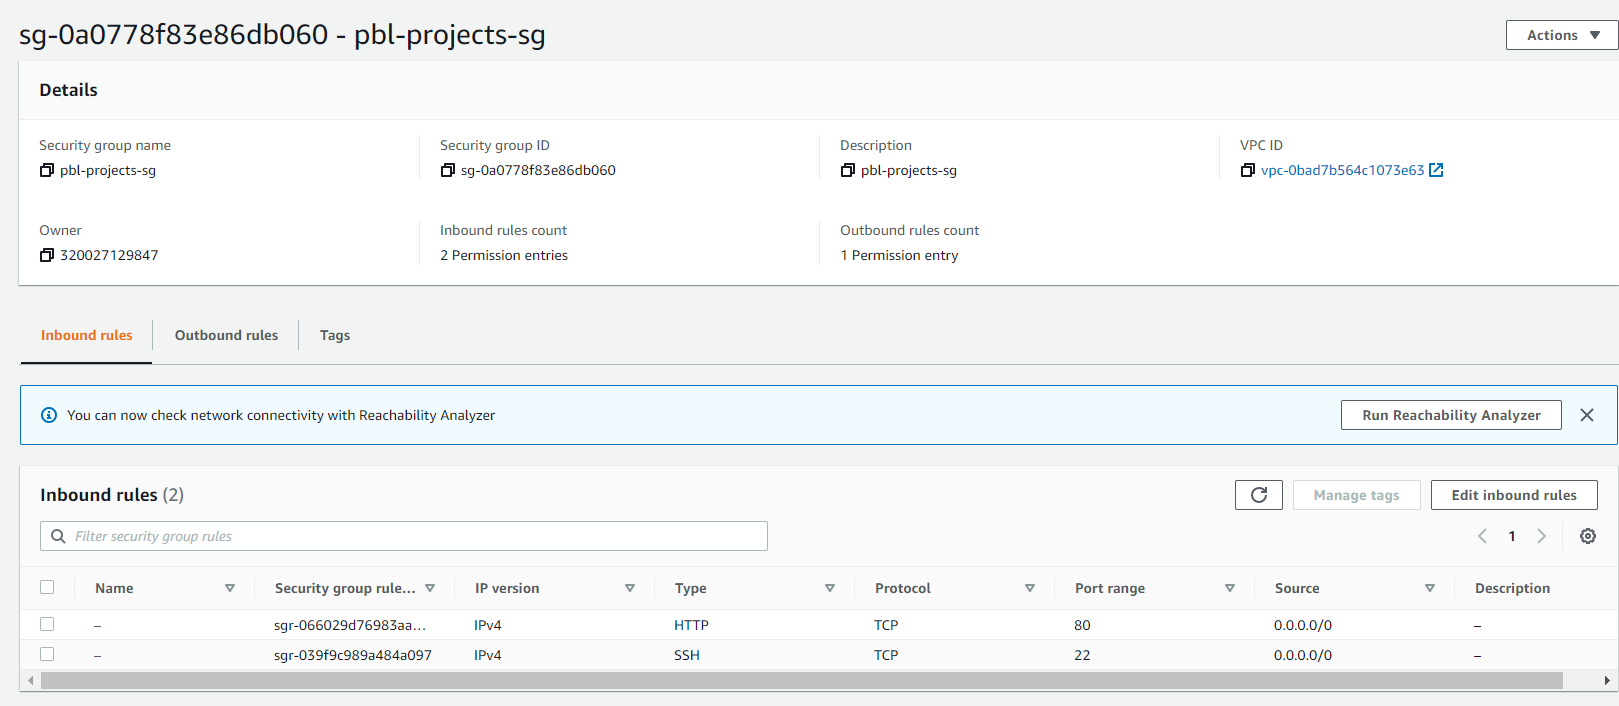 sg-0a0778f83e86db060 - pbl-projects-sg
Actions
Details
Security group name
pbl-projects-sg
Security group ID
sg-0a0778f83e86db060
Description
pbl-projects-sg
VPC ID
vpc-0bad7b564c1073e63
Owner
320027129847
Inbound rules count
2 Permission entries
Outbound rules count
1 Permission entry
Inbound rules Outbound rules Tags
You can now check network connectivity with Reachability Analyzer
Run Reachability Analyzer
Inbound rules (2)
Manage tags
Edit inbound rules
Filter security group rules
1
Name Security group rule... IP version Type Protocol Port range Source Description
– sgr-066029d76983aa... IPv4 HTTP TCP 80 0.0.0.0/0 –
– sgr-039f9c989a484a097 IPv4 SSH TCP 22 0.0.0.0/0 –